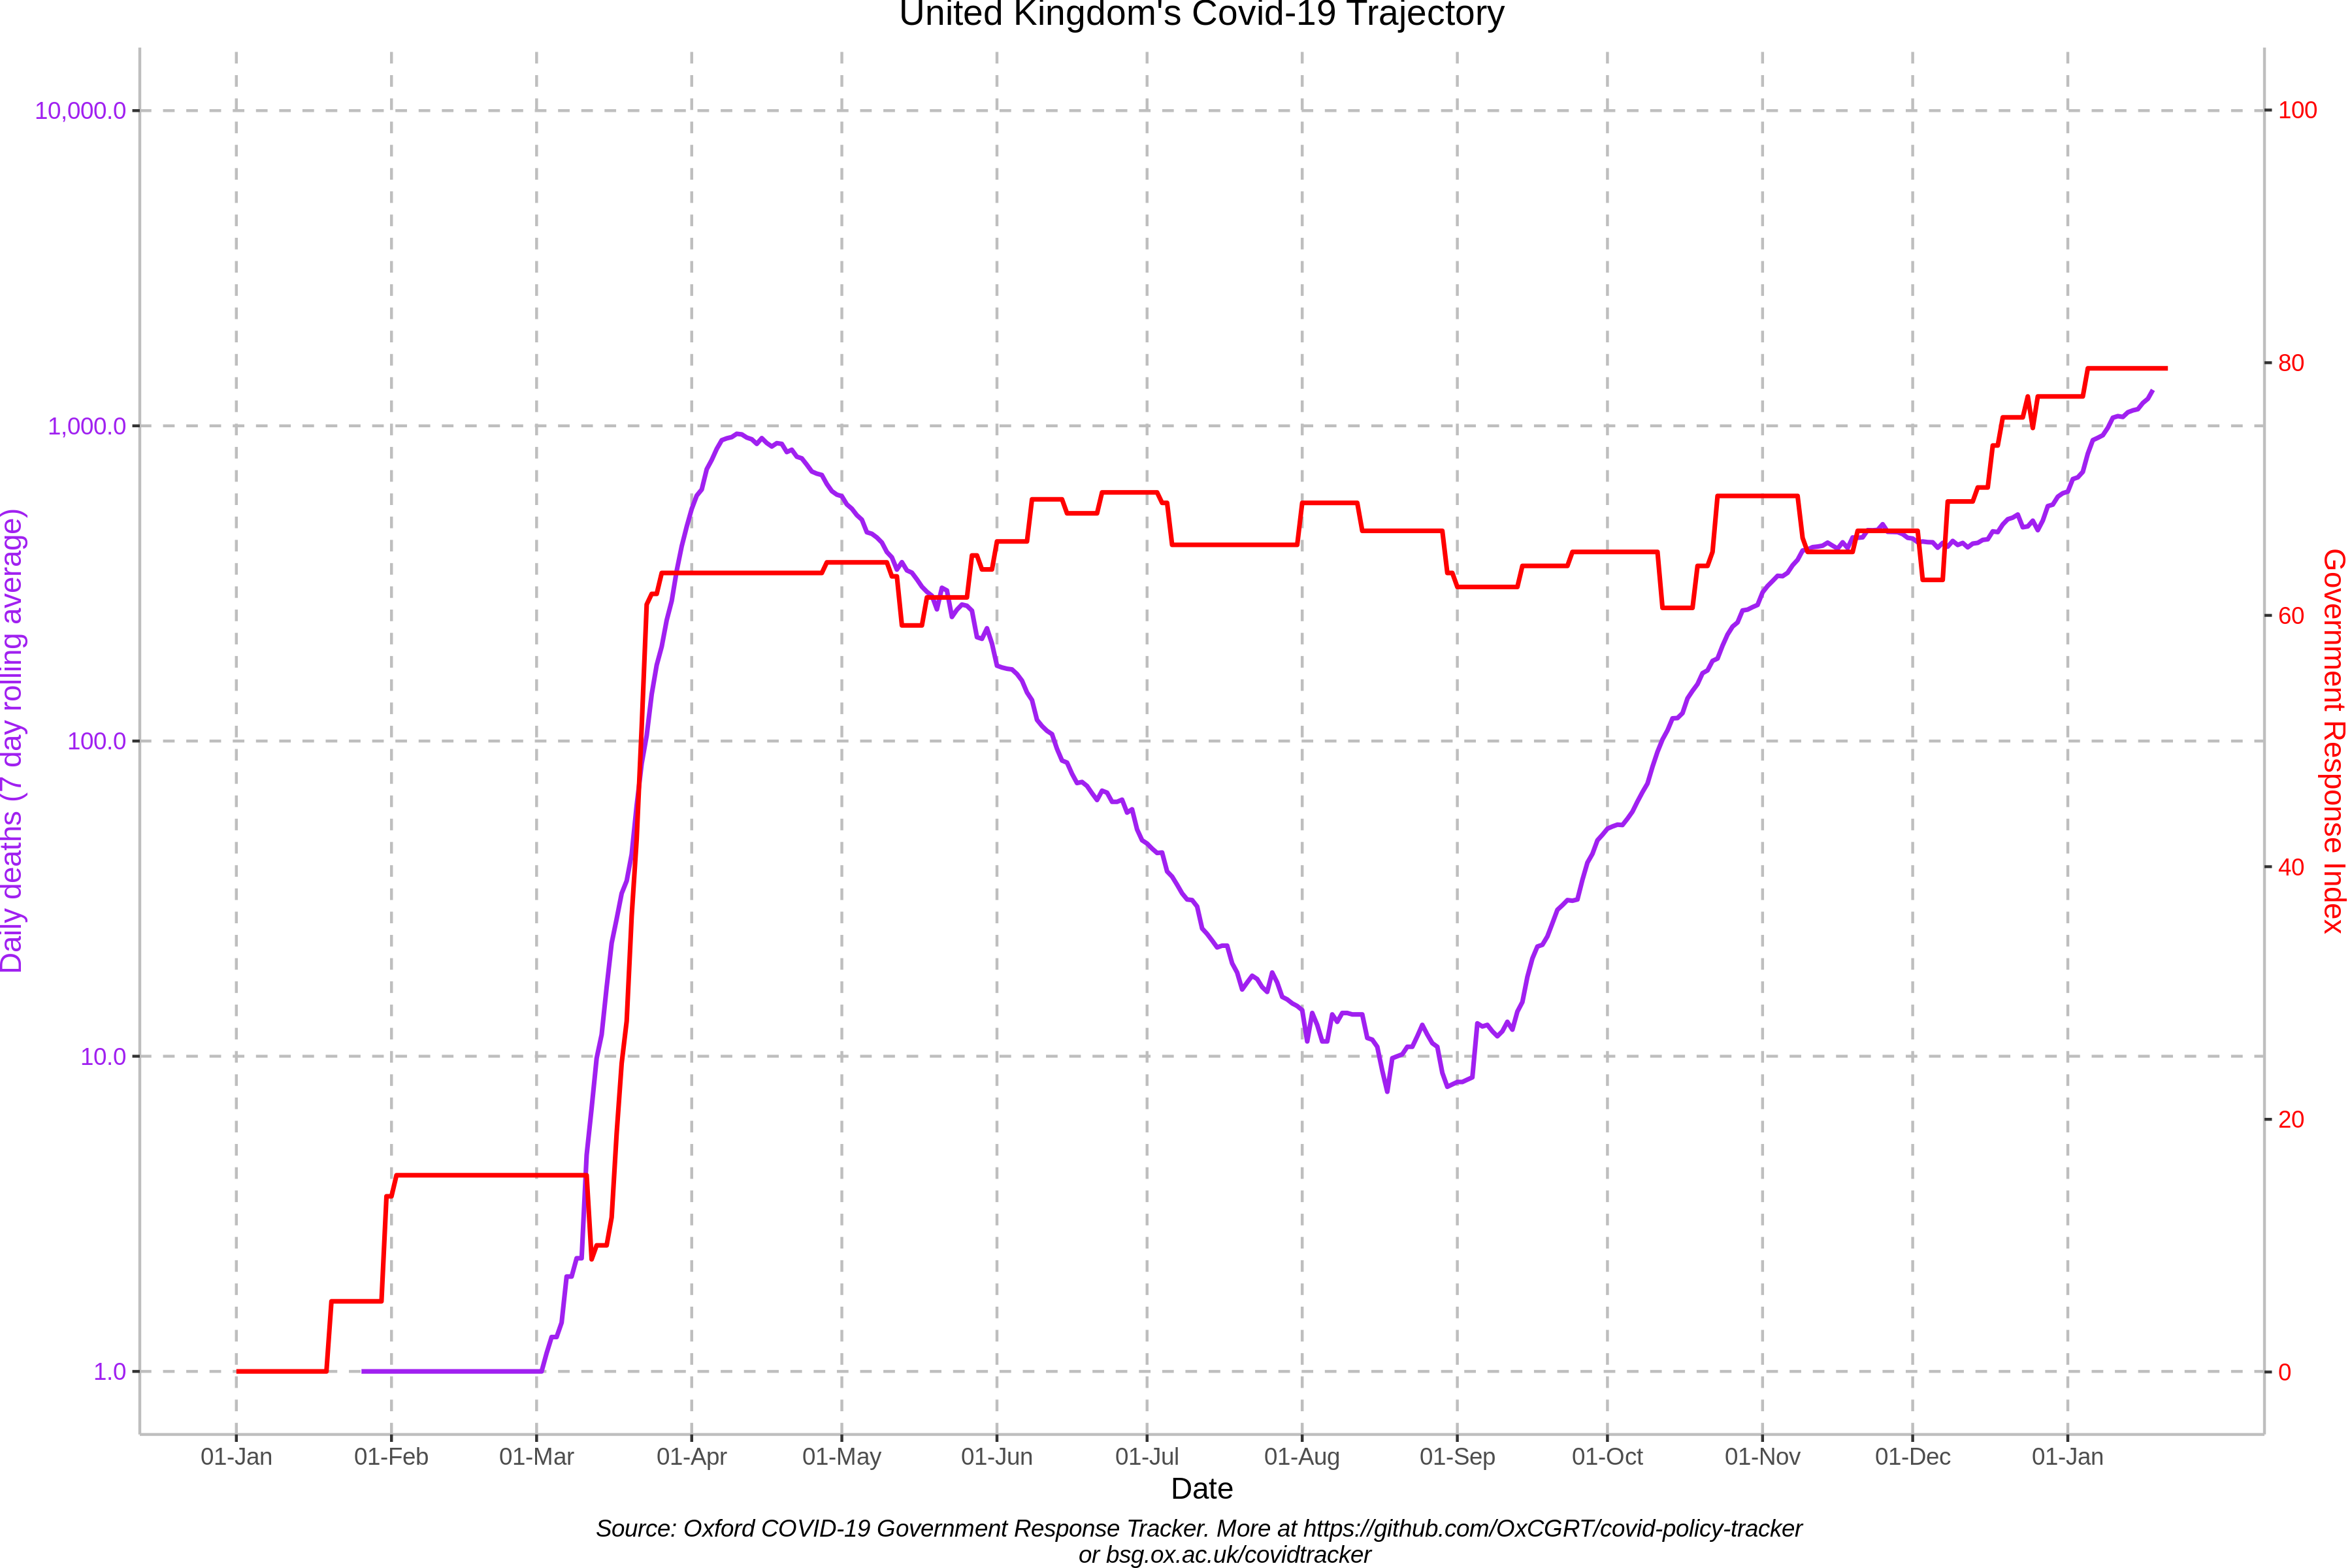 United Kingdom's Covid-19 Trajectory
10,000.0
1,000.0
100.0
10.0
1.0
Daily deaths (7 day rolling average)
100
80
60
40
20
0
Government Response Index
01-Jan 01-Feb 01-Mar 01-Apr 01-May 01-Jun 01-Jul 01-Aug 01-Sep 01-Oct 01-Nov 01-Dec 01-Jan
Date
Source: Oxford COVID-19 Government Response Tracker. More at https://github.com/OxCGRT/covid-policy-tracker
or bsg.ox.ac.uk/covidtracker